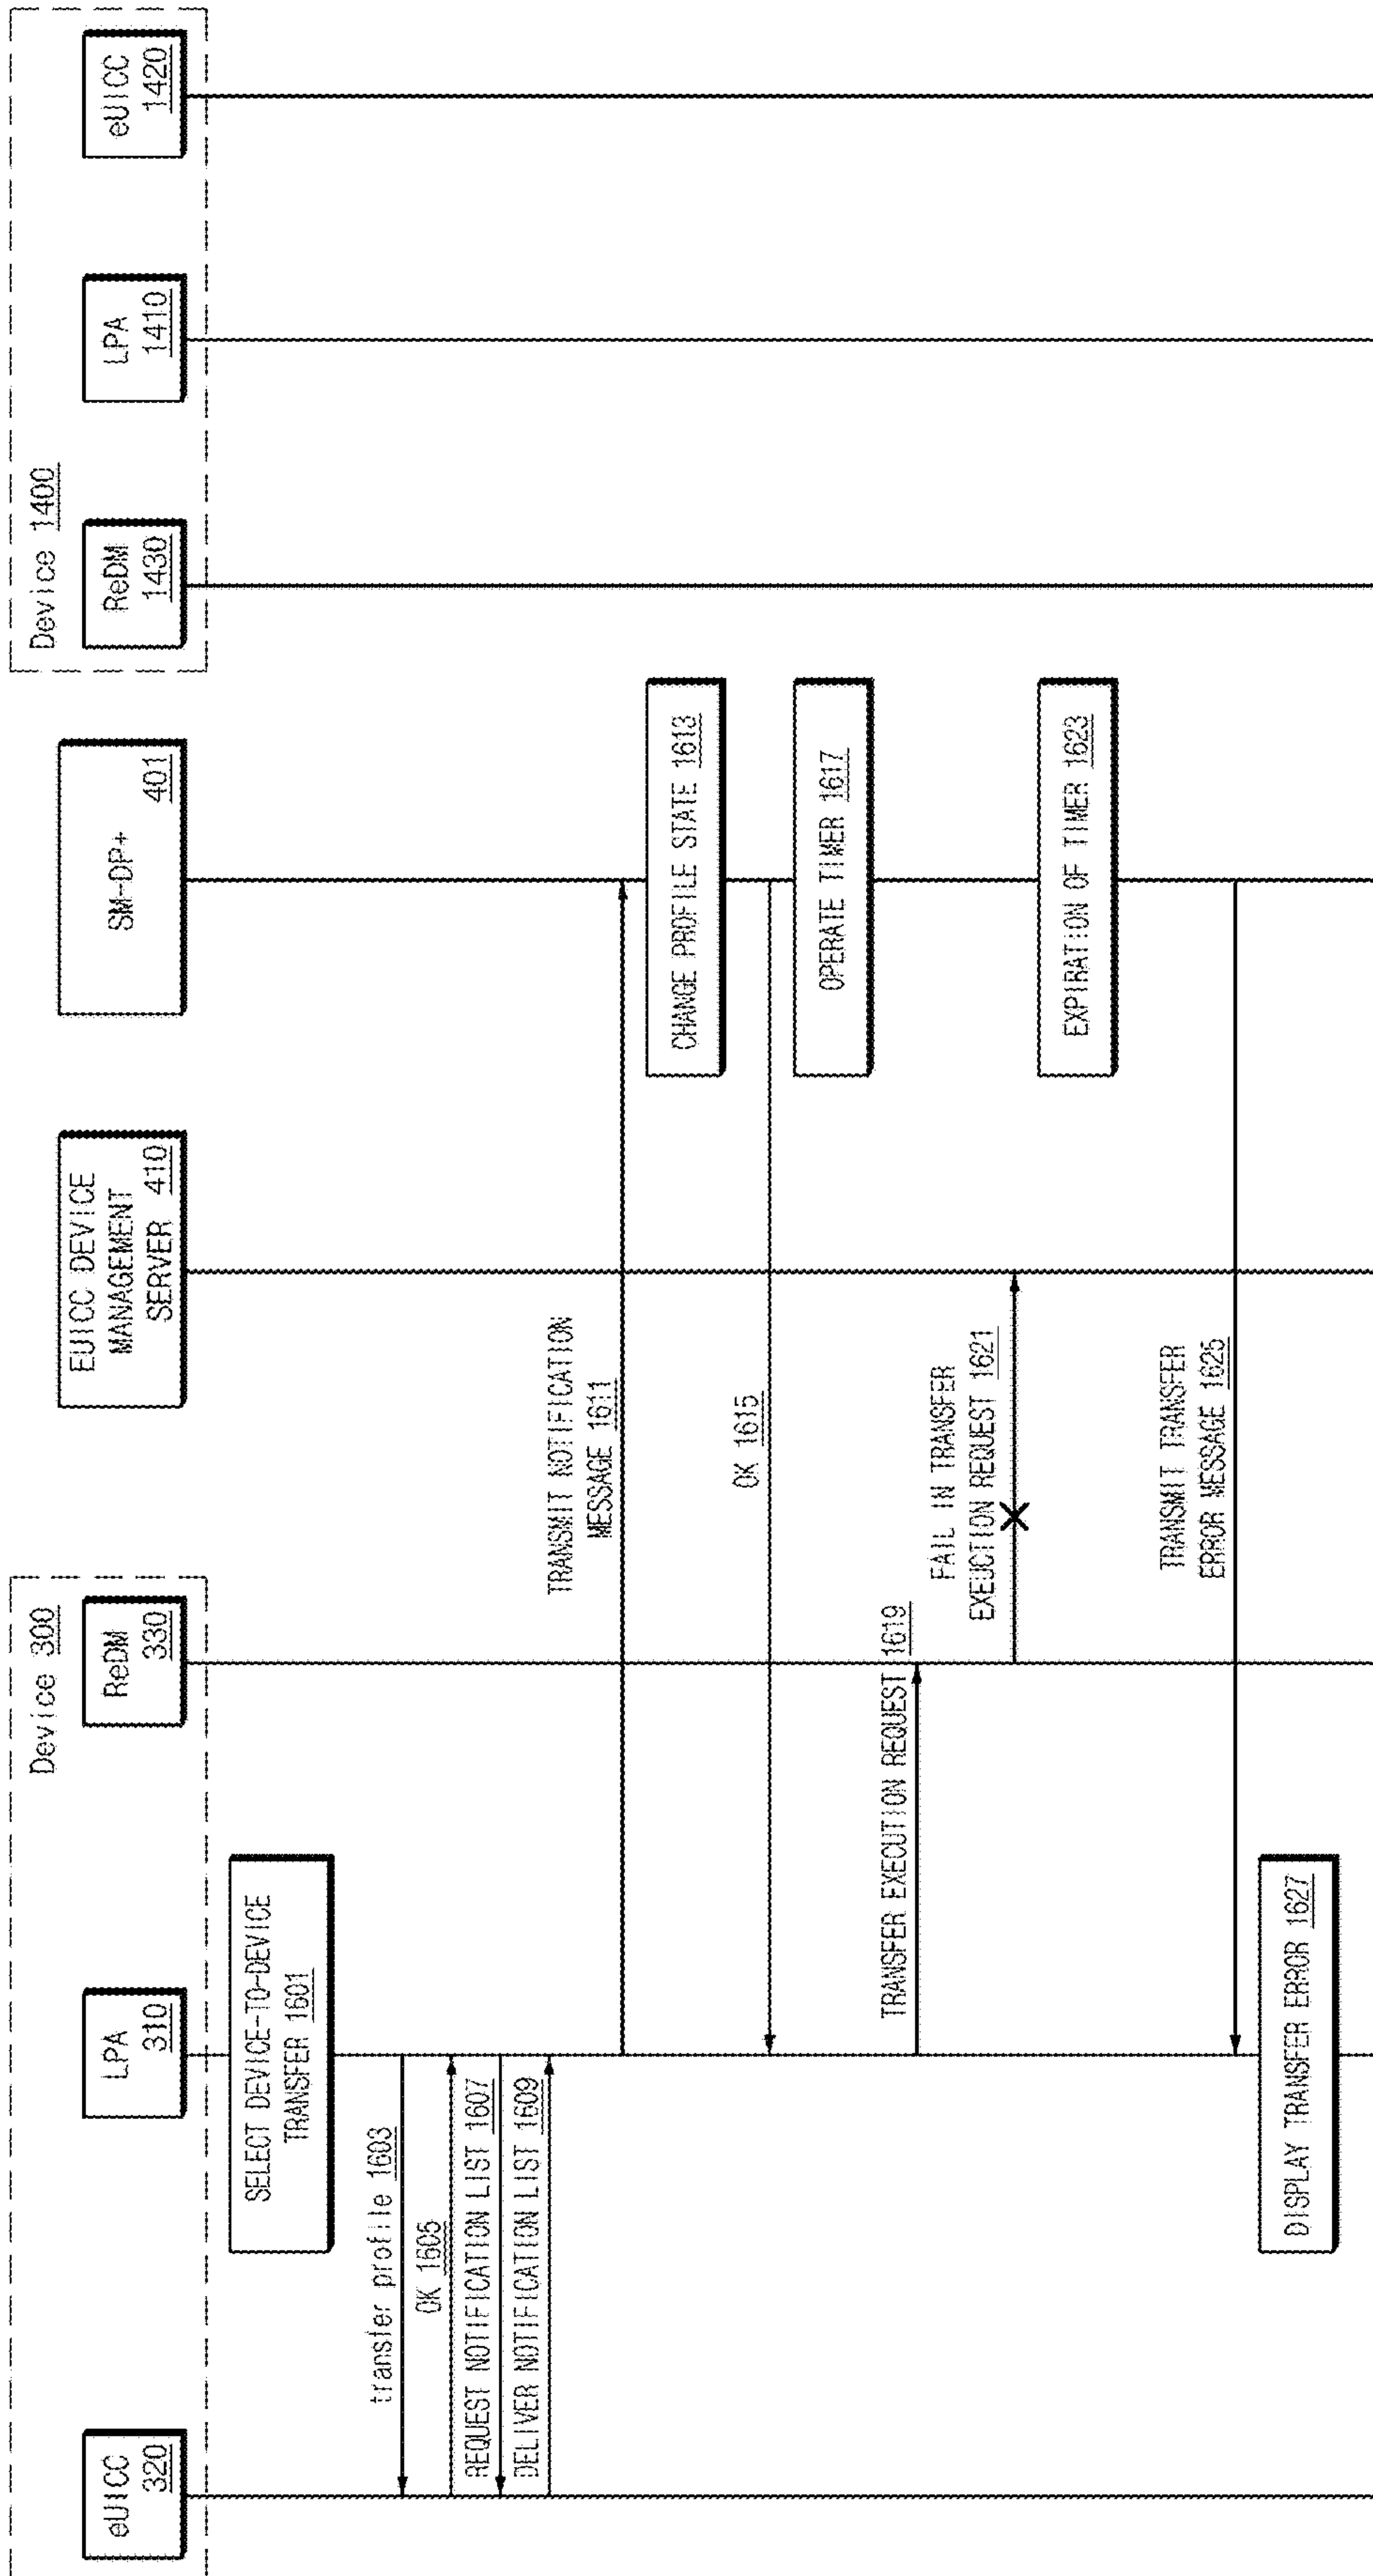 Device 300
Device 1400
eUICC
320
LPA
310
ReDM
330
EUICC DEVICE
MANAGEMENT
SERVER 410
SM-DP+
401
ReDM
1430
LPA
1410
eUICC
1420
SELECT DEVICE-TO-DEVICE
TRANSFER 1601
transfer profile 1603
OK 1605
REQUEST NOTIFICATION LIST 1607
DELIVER NOTIFICATION LIST 1609
TRANSMIT NOTIFICATION
MESSAGE 1611
CHANGE PROFILE STATE 1613
OK 1615
OPERATE TIMER 1617
TRANSFER EXECUTION REQUEST 1619
FAIL IN TRANSFER
EXEUCTION REQUEST 1621
EXPIRATION OF TIMER 1623
TRANSMIT TRANSFER
ERROR MESSAGE 1625
DISPLAY TRANSFER ERROR 1627